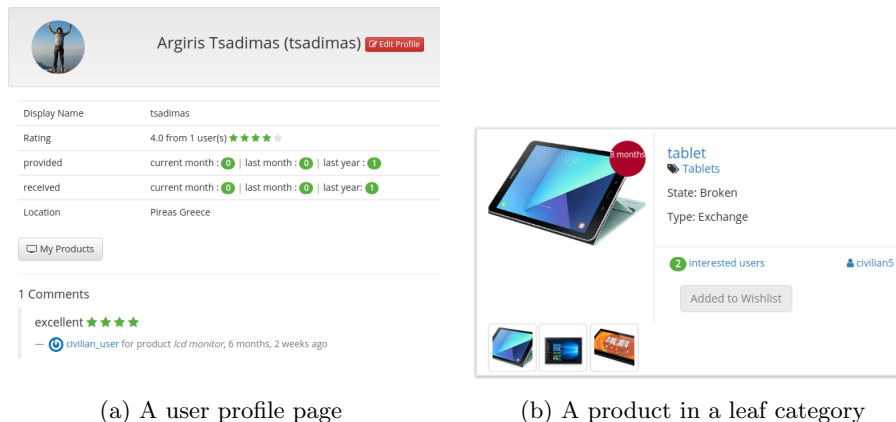 Argiris Tsadimas (tsadimas) Edit Profile
Display Name tsadimas
Rating 4.0 from 1 user(s)
provided current month : 0 | last month : 0 | last year : 1
received current month : 0 | last month : 0 | last year: 1
Location Pireas Greece
My Products
1 Comments
excellent
— civilian_user for product lcd monitor, 6 months, 2 weeks ago
(a) A user profile page
8 months
tablet
Tablets
State: Broken
Type: Exchange
2 interested users civilian5
Added to Wishlist
(b) A product in a leaf category